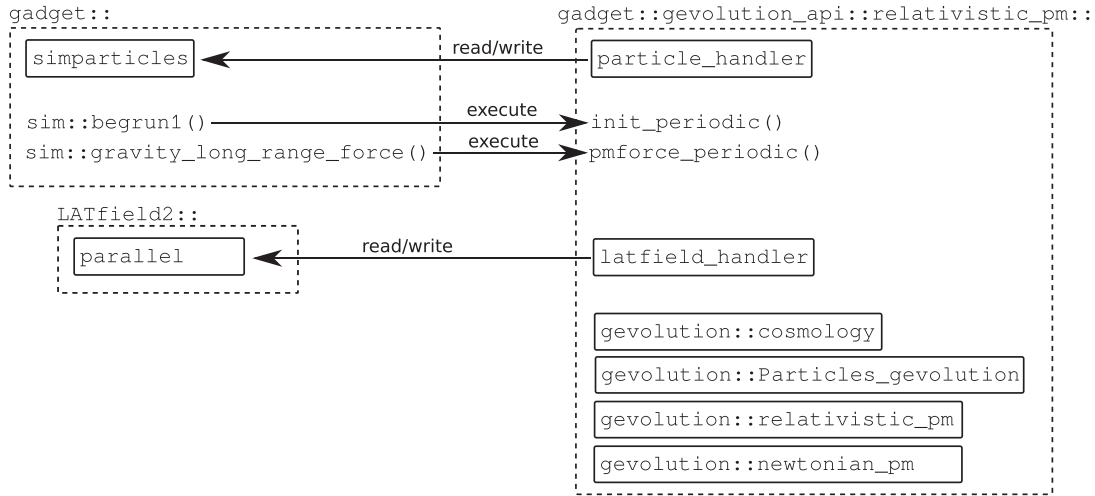 gadget::
gadget::gevolution_api::relativistic_pm::
simparticles
read/write
particle_handler
sim::begrun1()
execute
init_periodic()
sim::gravity_long_range_force()
execute
pmforce_periodic()
LATfield2::
parallel
read/write
latfield_handler
gevolution::cosmology
gevolution::Particles_gevolution
gevolution::relativistic_pm
gevolution::newtonian_pm